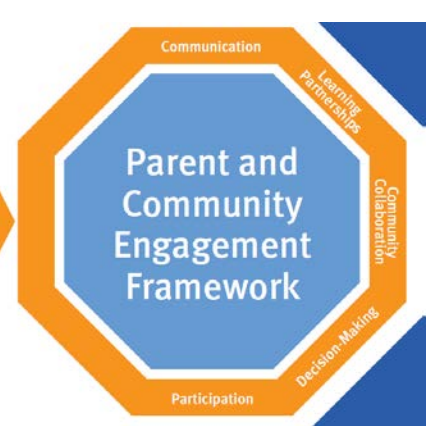 Communication
Learning
Partnerships
Community
Collaboration
Decision-Making
Participation
Parent and
Community
Engagement
Framework